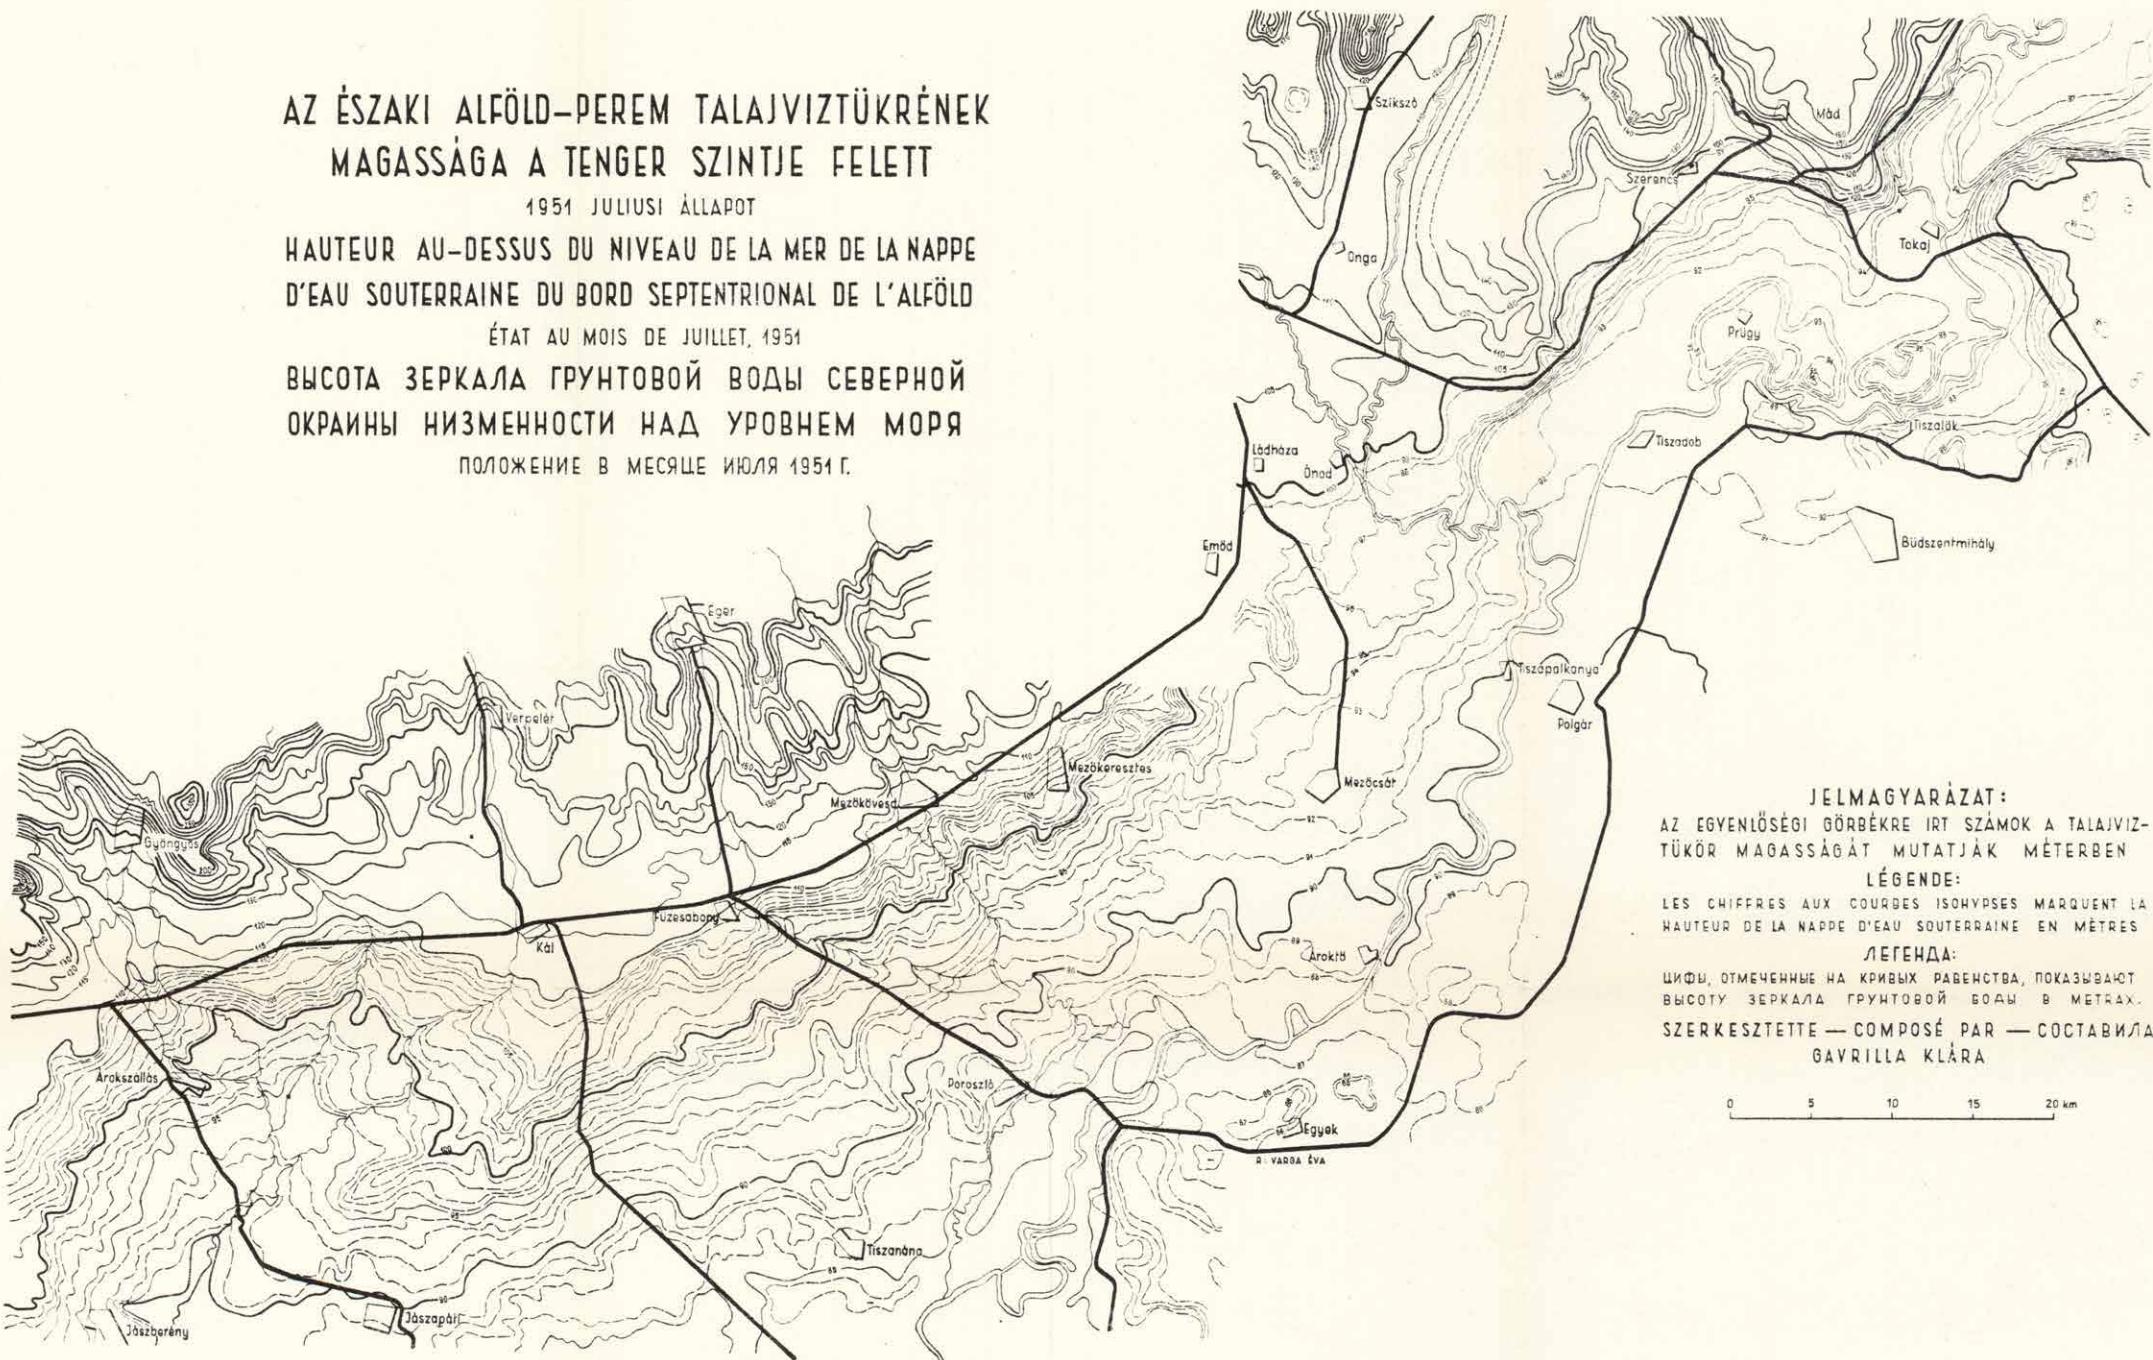 AZ ÉSZAKI ALFÖLD-PEREM TALAJVIZTÜKRÉNEK
MAGASSÁGA A TENGER SZINTJE FELETT
1951 JULIUSI ÁLLAPOT
HAUTEUR AU-DESSUS DU NIVEAU DE LA MER DE LA NAPPE
D'EAU SOUTERRAINE DU BORD SEPTENTRIONAL DE L'ALFÖLD
ÉTAT AU MOIS DE JUILLET, 1951
ВЫСОТА ЗЕРКАЛА ГРУНТОВОЙ ВОДЫ СЕВЕРНОЙ
ОКРАИНЫ НИЗМЕННОСТИ НАД УРОВНЕМ МОРЯ
ПОЛОЖЕНИЕ В МЕСЯЦЕ ИЮЛЯ 1951 Г.
Szikszó
Mád
Szerencs
Tokaj
Onga
Prügy
Tiszalök
Tiszadob
Ládháza
Ónod
Büdszentmihály
Emőd
Eger
Tiszapalkonya
Polgár
Verpelét
Mezőkeresztes
Mezőcsát
Mezőkövesd
Gyöngyös
Füzesabony
Kál
Árokszállás
Poroszló
Egyek
R. VARGA ÉVA
Tiszanána
Jászapáti
Jászberény
JELMAGYARÁZAT:
AZ EGYENLŐSÉGI GÖRBÉKRE IRT SZÁMOK A TALAJVIZ-
TÜKÖR MAGASSÁGÁT MUTATJÁK MÉTERBEN
LÉGENDE:
LES CHIFFRES AUX COURBES ISOHYPSES MARQUENT LA
HAUTEUR DE LA NAPPE D'EAU SOUTERRAINE EN MÈTRES
ЛЕГЕНДА:
ЦИФЫ, ОТМЕЧЕННЫЕ НА КРИВЫХ РАВЕНСТВА, ПОКАЗЫВАЮТ
ВЫСОТУ ЗЕРКАЛА ГРУНТОВОЙ ВОДЫ В МЕТRАХ.
SZERKESZTETTE — COMPOSÉ PAR — СОСТАВИЛА
GAVRILLA KLÁRA
0 5 10 15 20 km